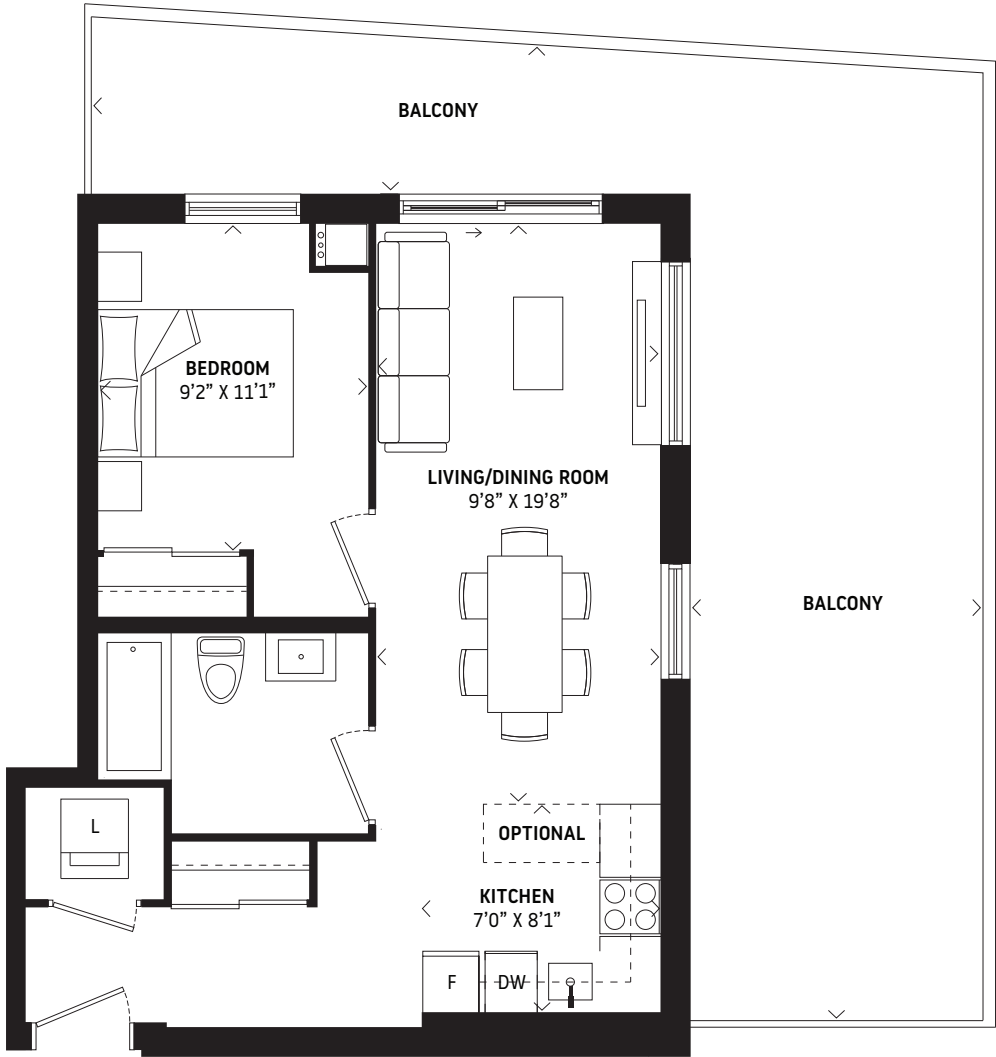 BALCONY
BEDROOM
9'2" X 11'1"
LIVING/DINING ROOM
9'8" X 19'8"
BALCONY
OPTIONAL
L
KITCHEN
7'0" X 8'1"
F
DW